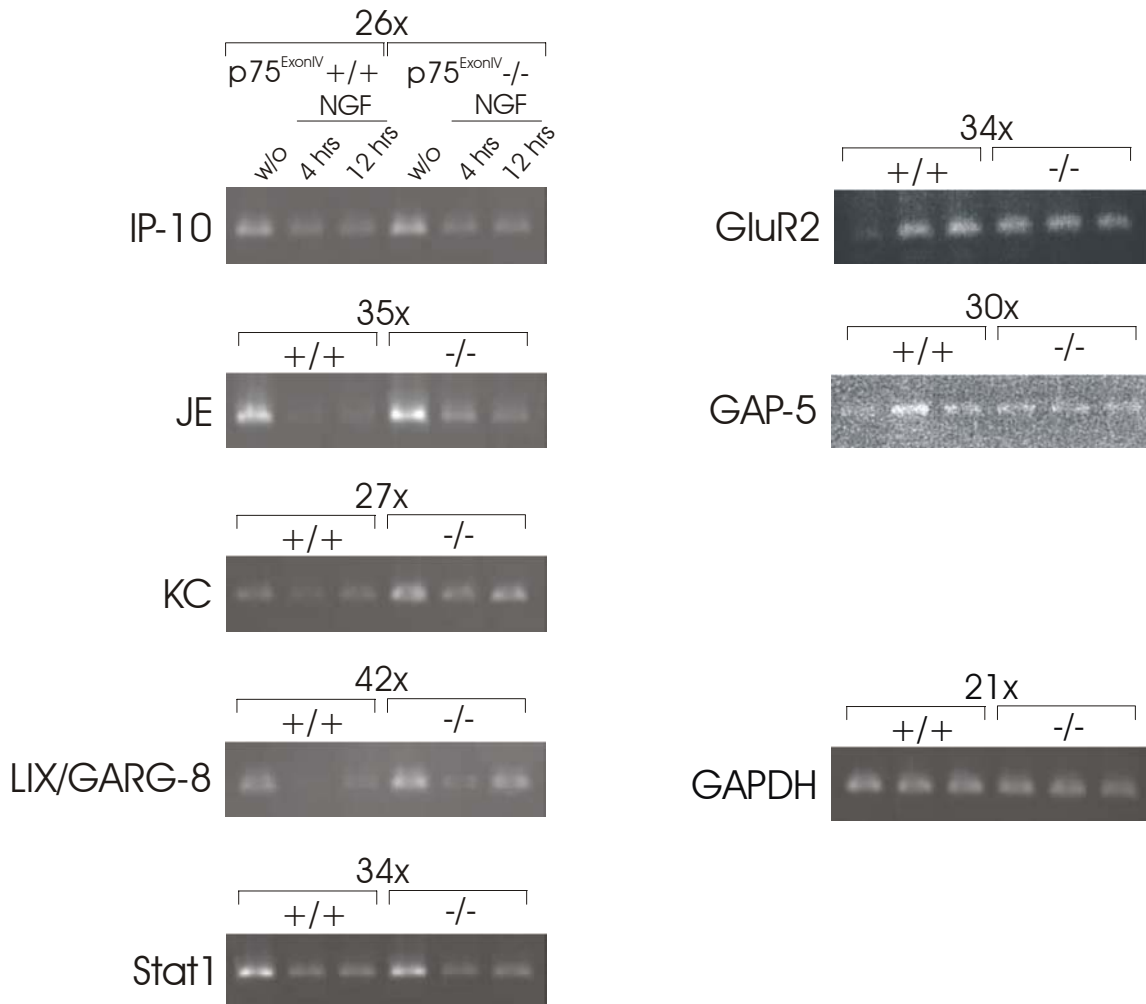 26x
p75ExonIV+/+ p75ExonIV-/-
NGF NGF
w/o 4 hrs 12 hrs w/o 4 hrs 12 hrs
IP-10
35x
+/+ -/-
JE
27x
+/+ -/-
KC
42x
+/+ -/-
LIX/GARG-8
34x
+/+ -/-
Stat1
34x
+/+ -/-
GluR2
30x
+/+ -/-
GAP-5
21x
+/+ -/-
GAPDH